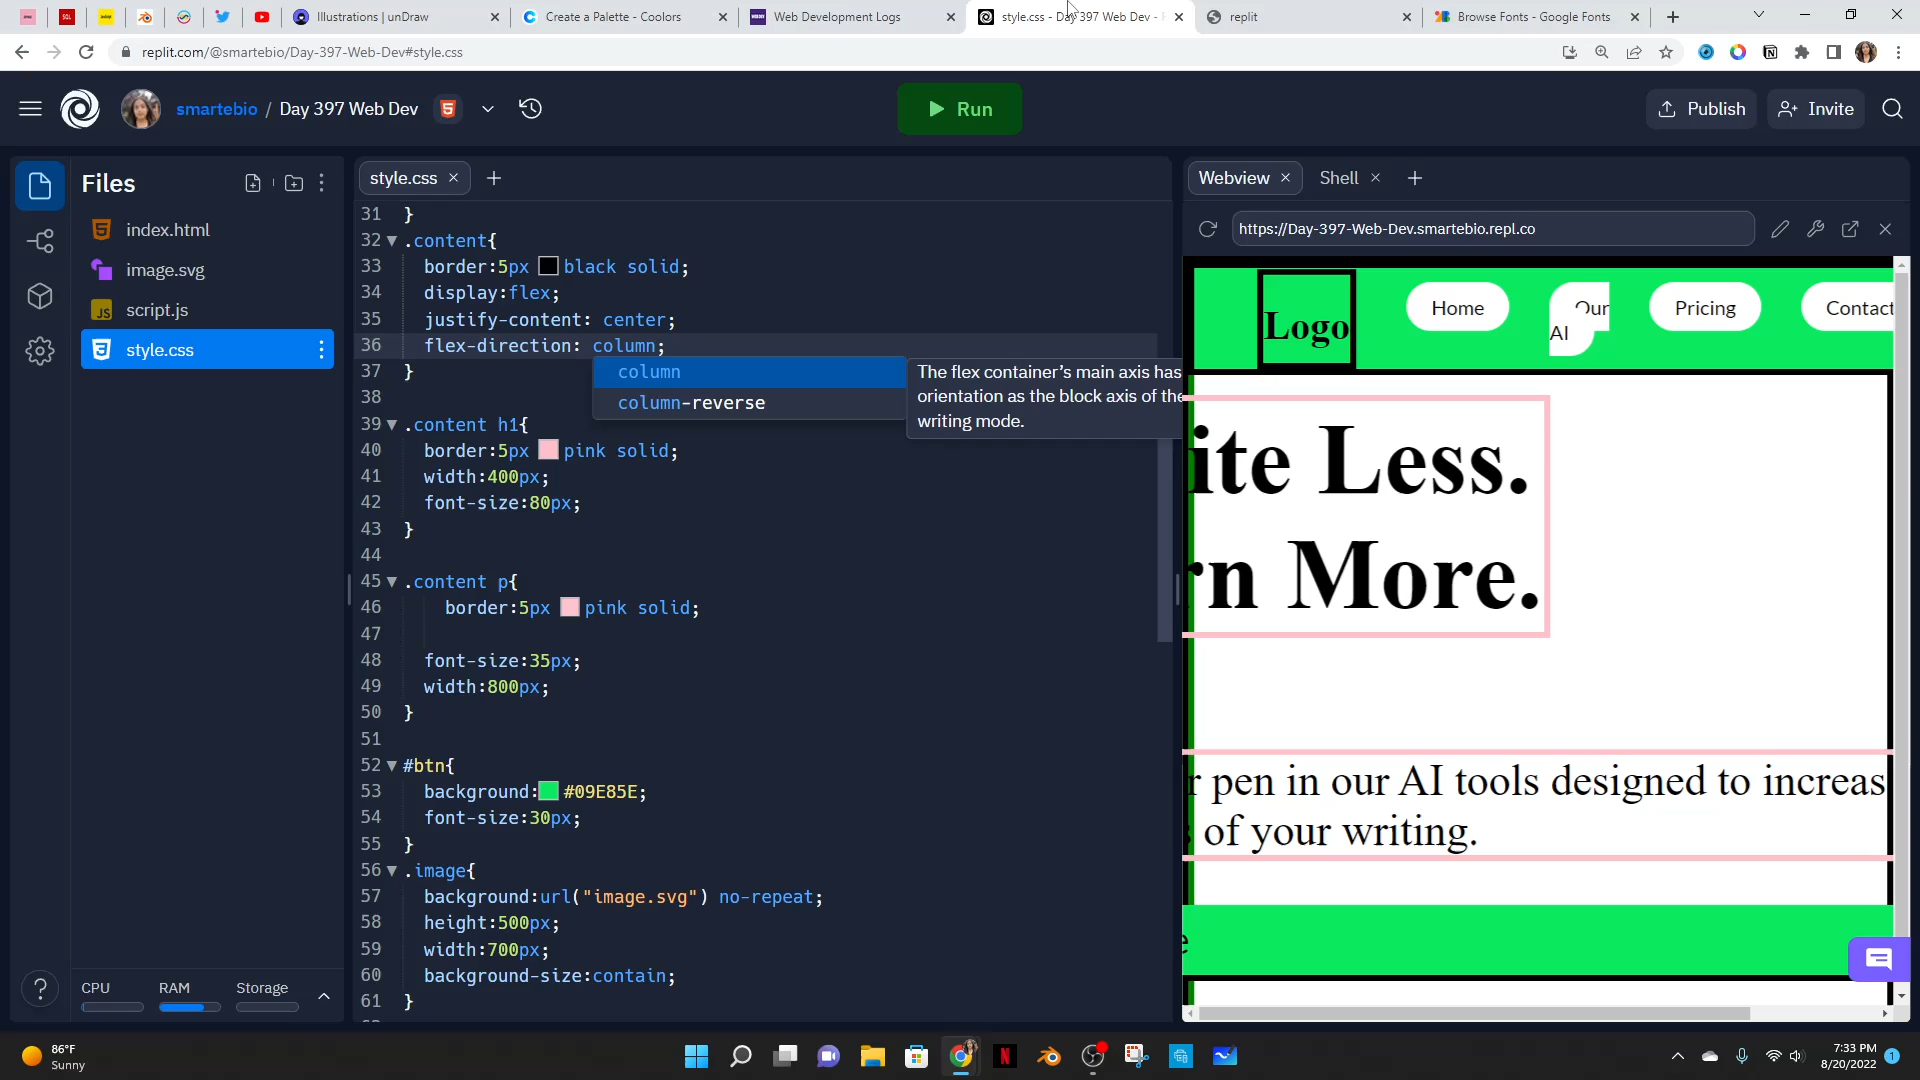 SQL
Illustrations | unDraw
Create a Palette - Coolors
Web Development Logs
style.css - Day 397 Web Dev -
replit
Browse Fonts - Google Fonts
replit.com/@smartebio/Day-397-Web-Dev#style.css
smartebio / Day 397 Web Dev
Run
Publish
Invite
Files
index.html
image.svg
JS script.js
style.css
CPU
RAM
Storage
86°F
Sunny
style.css
31 }
32 .content{
33 border:5px black solid;
34 display:flex;
35 justify-content: center;
36 flex-direction: column;
37 }
38
39 .content h1{
40 border:5px pink solid;
41 width:400px;
42 font-size:80px;
43 }
44
45 .content p{
46 border:5px pink solid;
47
48 font-size:35px;
49 width:800px;
50 }
51
52 #btn{
53 background: #09E85E;
54 font-size:30px;
55 }
56 .image{
57 background:url("image.svg") no-repeat;
58 height:500px;
59 width:700px;
60 background-size:contain;
61 }
column
column-reverse
The flex container's main axis has
orientation as the block axis of the
writing mode.
Webview
Shell
https://Day-397-Web-Dev.smartebio.repl.co
Logo
Home
Our
AI
Pricing
Contact
ite Less.
rn More.
r pen in our AI tools designed to increas
of your writing.
7:33 PM
8/20/2022
1